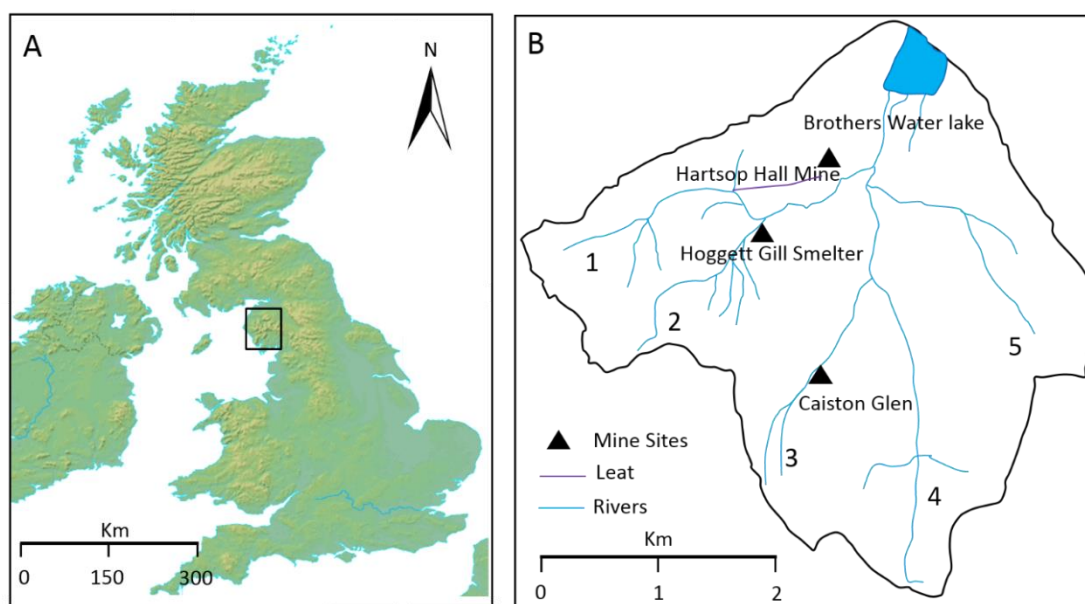 A
N
Km
0 150 300
B
Brothers Water lake
Hartsop Hall Mine
Hoggett Gill Smelter
1
2
5
Caiston Glen
3
4
Mine Sites
Leat
Rivers
Km
0 1 2